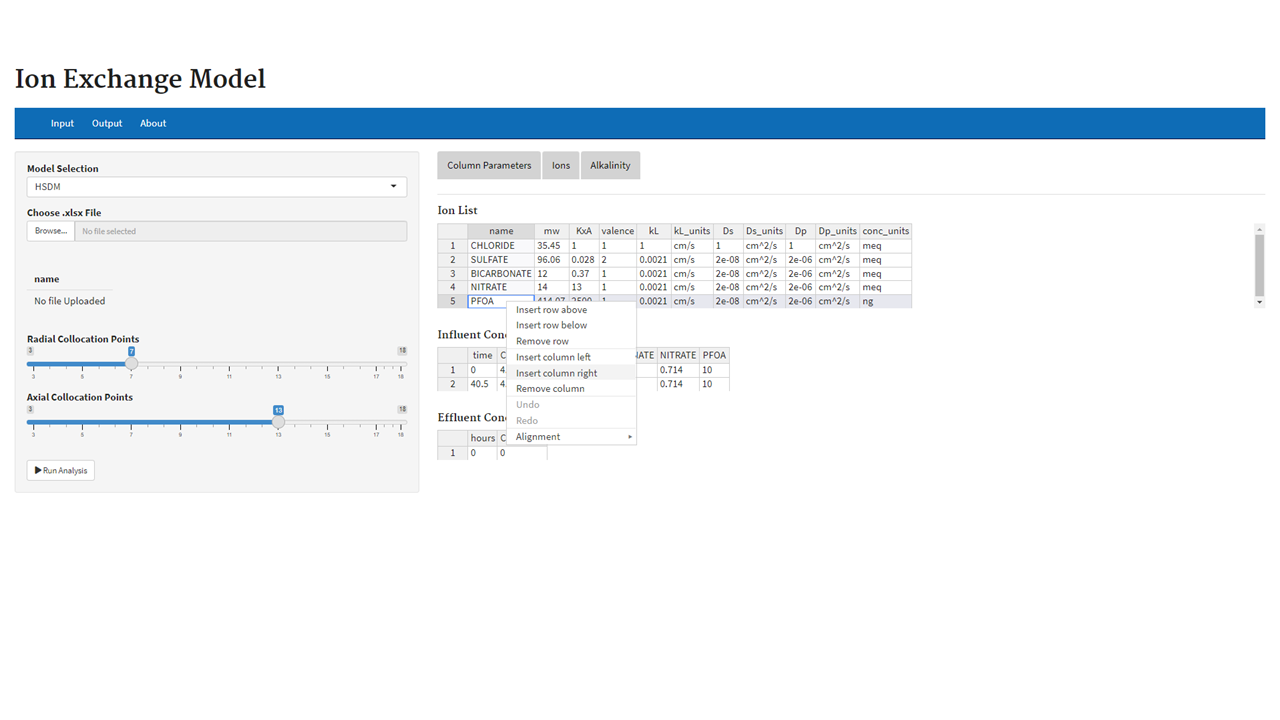 Ion Exchange Model
Input Output About
Model Selection
HSDM
Choose .xlsx File
Browse... No file selected
name
No file Uploaded
Radial Collocation Points
3 7 18
3 5 7 9 11 13 15 17 18
Axial Collocation Points
3 13 18
3 5 7 9 11 13 15 17 18
Run Analysis
Column Parameters Ions Alkalinity
Ion List
name mw KxA valence kL kL_units Ds Ds_units Dp Dp_units conc_units
1 CHLORIDE 35.45 1 1 1 cm/s 1 cm^2/s 1 cm^2/s meq
2 SULFATE 96.06 0.028 2 0.0021 cm/s 2e-08 cm^2/s 2e-06 cm^2/s meq
3 BICARBONATE 12 0.37 1 0.0021 cm/s 2e-08 cm^2/s 2e-06 cm^2/s meq
4 NITRATE 14 13 1 0.0021 cm/s 2e-08 cm^2/s 2e-06 cm^2/s meq
5 PFOA 0.0021 cm/s 2e-08 cm^2/s 2e-06 cm^2/s ng
Insert row above
Insert row below
Remove row
Insert column left
Insert column right
Remove column
Undo
Redo
Alignment
Influent Con
time C ATE NITRATE PFOA
1 0 4. 0.714 10
2 40.5 4. 0.714 10
Effluent Con
hours C
1 0 0